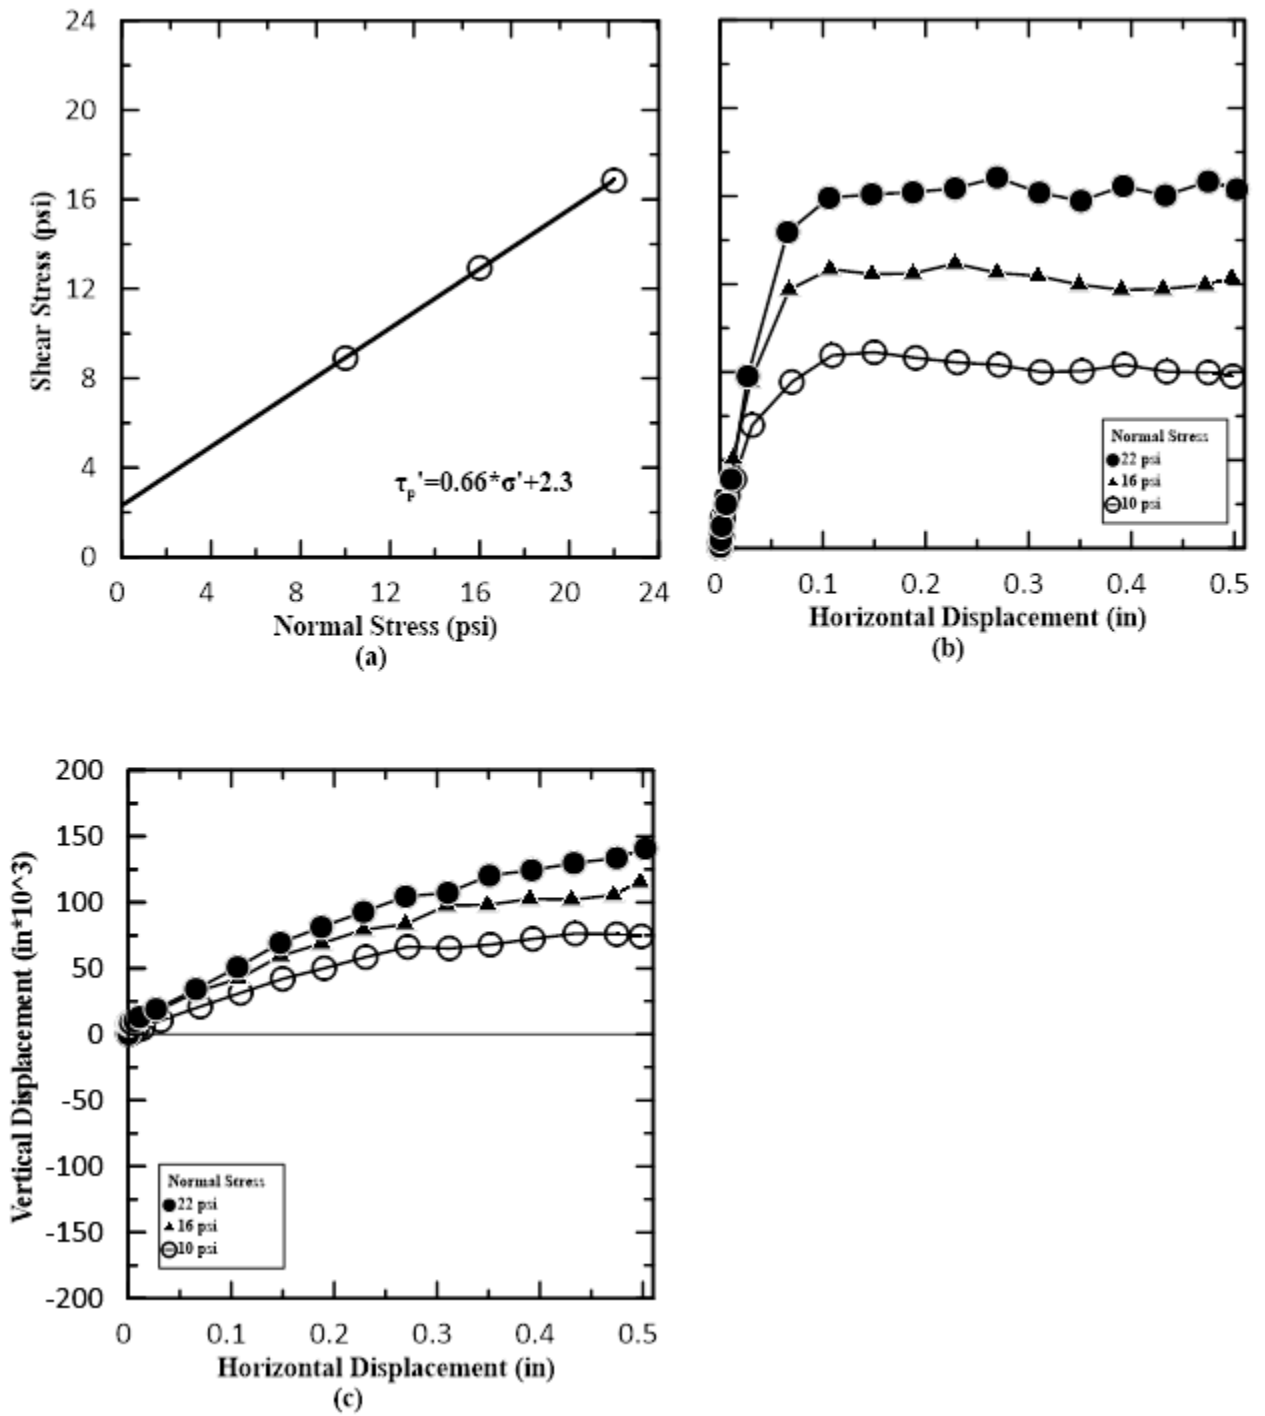 24
20
16
12
8
4
0
Shear Stress (psi)
τp'=0.66*σ'+2.3
0 4 8 12 16 20 24
Normal Stress (psi)
(a)
Normal Stress
22 psi
16 psi
10 psi
0 0.1 0.2 0.3 0.4 0.5
Horizontal Displacement (in)
(b)
200
150
100
50
0
-50
-100
-150
-200
Vertical Displacement (in*10^3)
Normal Stress
22 psi
16 psi
10 psi
0 0.1 0.2 0.3 0.4 0.5
Horizontal Displacement (in)
(c)